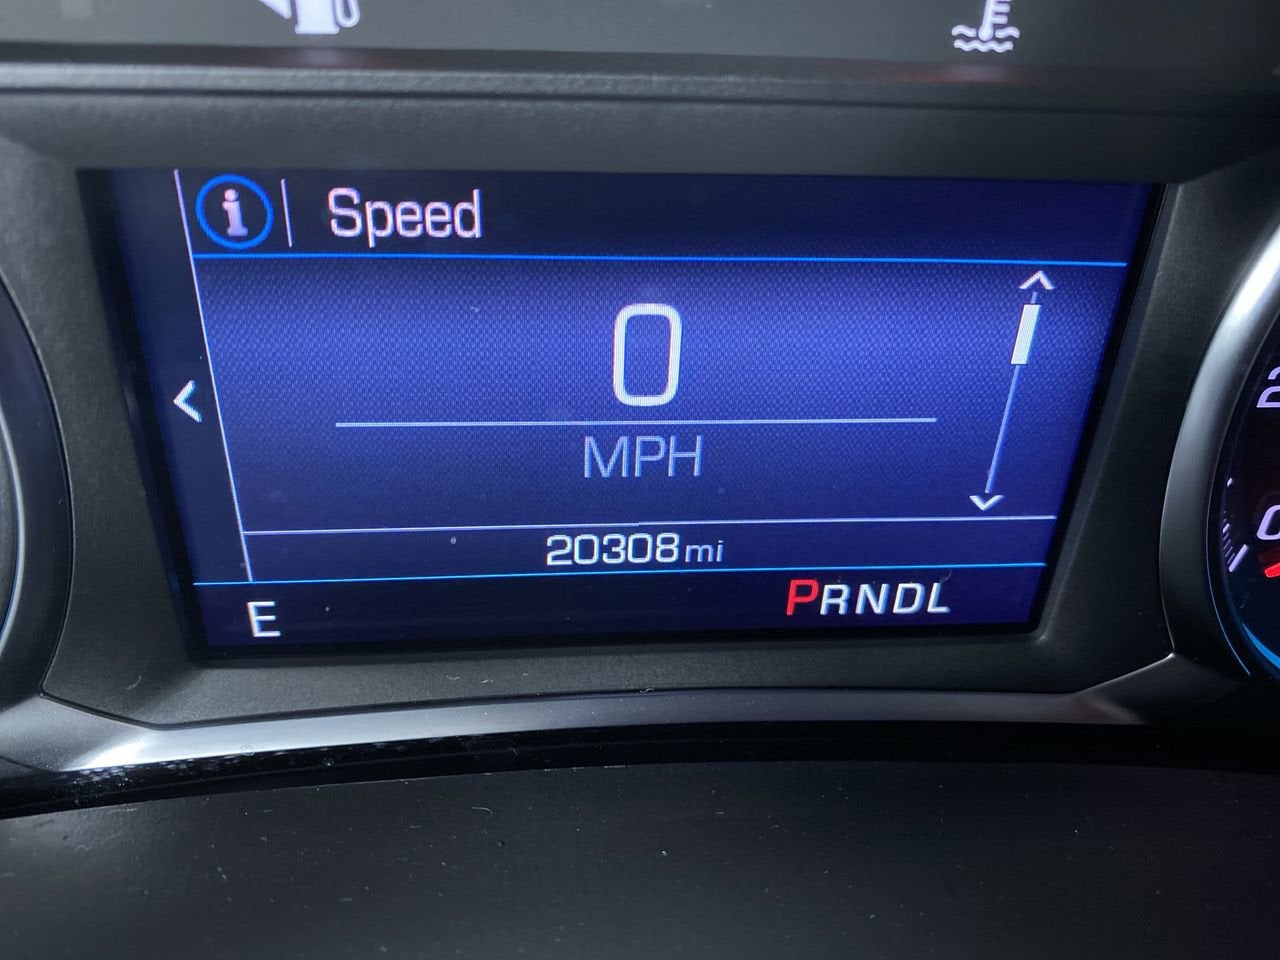 i Speed
0
MPH
20308 mi
E
PRNDL